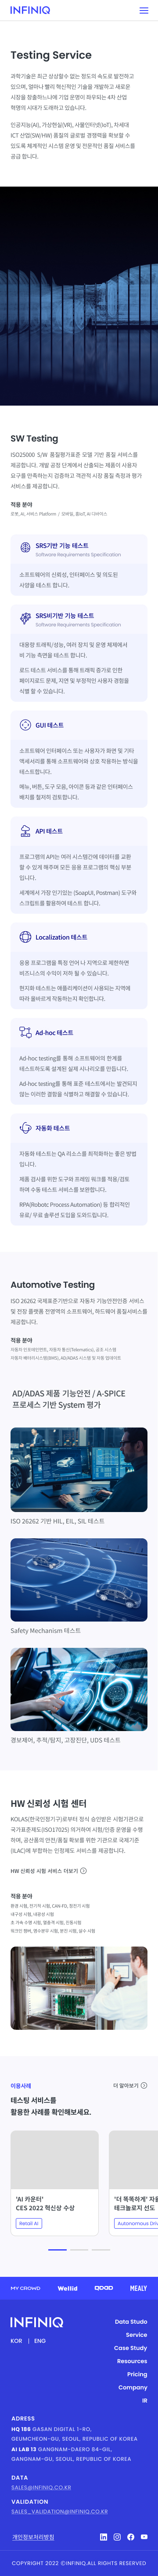 INFINIQ
Testing Service
과학기술은 최근 상상할수 없는 정도의 속도로 발전하고
있으며, 얼마나 빨리 혁신적인 기술을 개발하고 새로운
시장을 창출하느냐에 기업 운명이 좌우되는 4차 산업
혁명의 시대가 도래하고 있습니다.
인공지능(AI), 가상현실(VR), 사물인터넷(IoT), 차세대
ICT 산업(SW/HW) 품질의 글로벌 경쟁력을 확보할 수
있도록 체계적인 시스템 운영 및 전문적인 품질 서비스를
공급 합니다.
SW Testing
ISO25000 S/W 품질평가표준 모델 기반 품질 서비스를
제공합니다. 개발 공정 단계에서 산출되는 제품이 사용자
요구를 만족하는지 검증하고 객관적 시장 품질 측정과 평가
서비스를 제공합니다.
적용 분야
로봇, AI, 서비스 Platform / 모바일, 홈IoT, AI 디바이스
SRS기반 기능 테스트
Software Requirements Specification
소프트웨어의 신뢰성, 인터페이스 및 의도된
사양을 테스트 합니다.
SRS비기반 기능 테스트
Software Requirements Specification
대용량 트래픽/성능, 여러 장치 및 운영 체제에서
비 기능 측면을 테스트 합니다.
로드 테스트 서비스를 통해 트래픽 증가로 인한
페이지로드 문제, 지연 및 부정적인 사용자 경험을
식별 할 수 있습니다.
GUI 테스트
소프트웨어 인터페이스 또는 사용자가 화면 및 기타
액세서리를 통해 소프트웨어와 상호 작용하는 방식을
테스트합니다.
메뉴, 버튼, 도구 모음, 아이콘 등과 같은 인터페이스
배치를 철저히 검토합니다.
API 테스트
프로그램의 API는 여러 시스템간에 데이터를 교환
할 수 있게 해주며 모든 응용 프로그램의 핵심 부분
입니다.
세계에서 가장 인기있는 (SoapUI, Postman) 도구와
스크립트를 활용하여 테스트 합니다.
Localization 테스트
응용 프로그램을 특정 언어 나 지역으로 제한하면
비즈니스의 수익이 저하 될 수 있습니다.
현지화 테스트는 애플리케이션이 사용되는 지역에
따라 올바르게 작동하는지 확인합니다.
Ad-hoc 테스트
Ad-hoc testing를 통해 소프트웨어의 한계를
테스트하도록 설계된 실제 시나리오를 만듭니다.
Ad-hoc testing를 통해 표준 테스트에서는 발견되지
않는 이러한 결함을 식별하고 해결할 수 있습니다.
자동화 테스트
자동화 테스트는 QA 리소스를 최적화하는 좋은 방법
입니다.
제품 검사를 위한 도구와 프레임 워크를 적용/검토
하며 수동 테스트 서비스를 보완합니다.
RPA(Robotic Process Automation) 등 합리적인
유료/ 무료 솔루션 도입을 도와드립니다.
Automotive Testing
ISO 26262 국제표준기반으로 자동차 기능안전인증 서비스
및 전장 플랫폼 전영역의 소프트웨어, 하드웨어 품질서비스를
제공합니다.
적용 분야
자동차 인포테인먼트, 자동차 통신(Telematics), 공조 시스템
자동차 배터리시스템(BMS), AD/ADAS 시스템 및 각종 업데이트
AD/ADAS 제품 기능안전 / A-SPICE
프로세스 기반 System 평가
ISO 26262 기반 HIL, EIL, SIL 테스트
Safety Mechanism 테스트
경보제어, 추적/탐지, 고장진단, UDS 테스트
HW 신뢰성 시험 센터
KOLAS(한국인정기구)로부터 정식 승인받은 시험기관으로
국가표준제도(ISO17025)에 의거하여 시험/인증 운영을 수행
하며, 공산품의 안전/품질 확보를 위한 기관으로 국제기준
(ILAC)에 부합하는 인정제도 서비스를 제공합니다.
HW 신뢰성 시험 서비스 더보기
적용 분야
환경 시험, 전기적 시험, CAN-FD, 정전기 시험
내구성 시험, 내광성 시험
초 가속 수명 시험, 열충격 시험, 진동시험
워크인 챔버, 염수분무 시험, 분진 시험, 살수 시험
이용사례
더 알아보기
테스팅 서비스를
활용한 사례를 확인해보세요.
'AI 카운터'
CES 2022 혁신상 수상
Retail AI
'더 똑똑하게' 자율
테크놀로지 선도
Autonomous Driv
MY CROWD
Wellid
QOQO
MEALY
INFINIQ
KOR | ENG
Data Studio
Service
Case Study
Resources
Pricing
Company
IR
ADRESS
HQ 186 GASAN DIGITAL 1-RO,
GEUMCHEON-GU, SEOUL, REPUBLIC OF KOREA
AI LAB 13 GANGNAM-DAERO 94-GIL,
GANGNAM-GU, SEOUL, REPUBLIC OF KOREA
DATA
SALES@INFINIQ.CO.KR
VALIDATION
SALES_VALIDATION@INFINIQ.CO.KR
개인정보처리방침
COPYRIGHT 2022 ©INFINIQ.ALL RIGHTS RESERVED